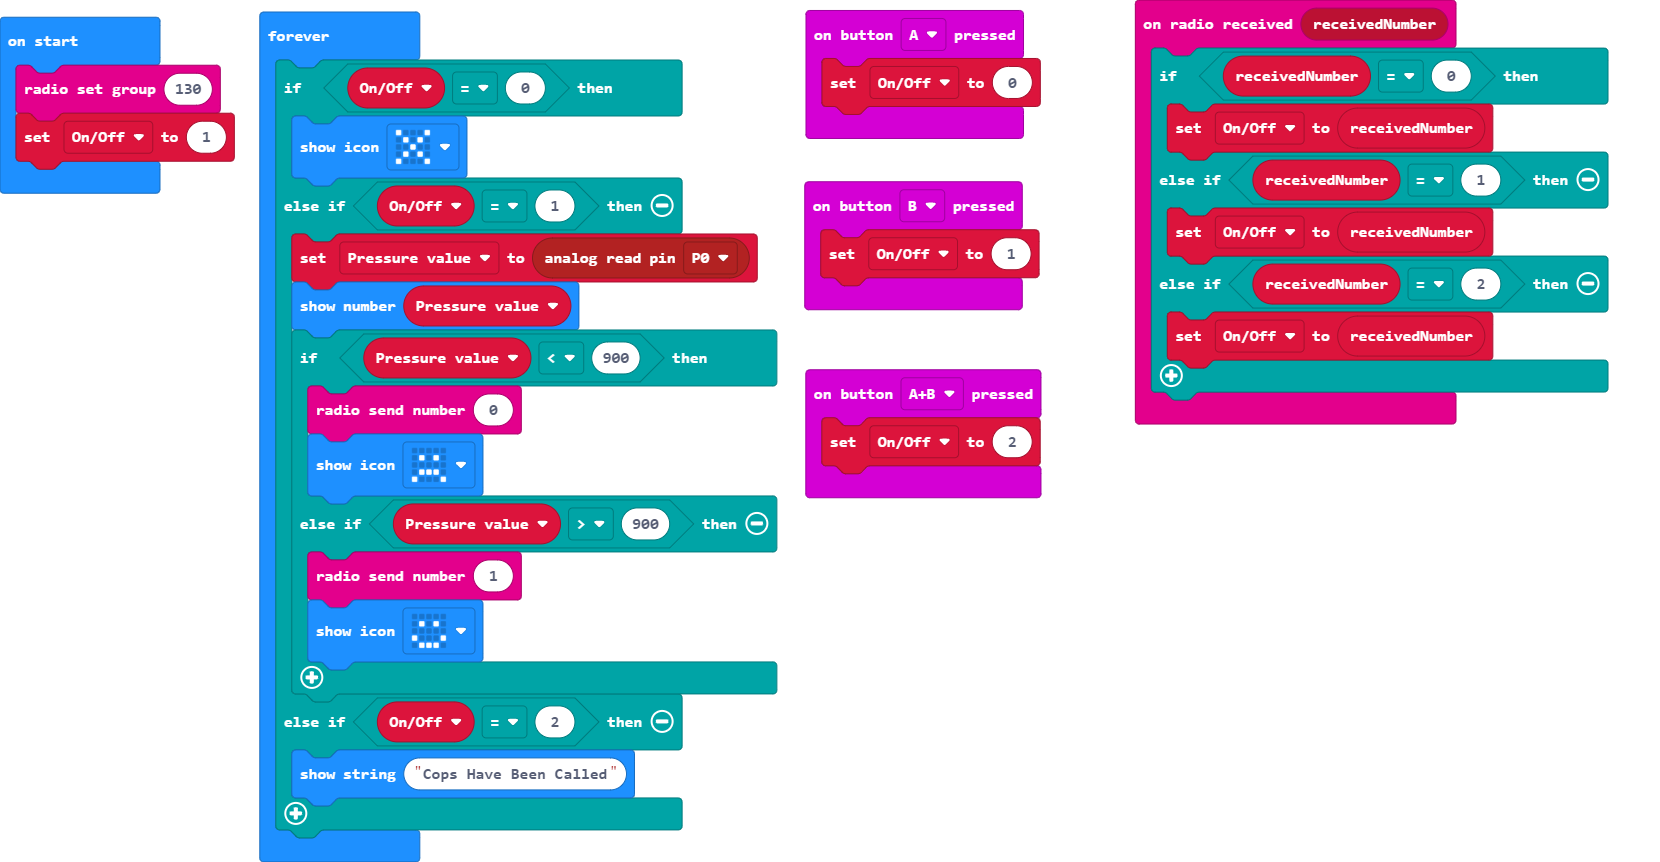 on start
radio set group 130
set On/Off to 1
forever
if On/Off = 0 then
show icon
else if On/Off = 1 then
set Pressure value to analog read pin P0
show number Pressure value
if Pressure value < 900 then
radio send number 0
show icon
else if Pressure value > 900 then
radio send number 1
show icon
else if On/Off = 2 then
show string "Cops Have Been Called"
on button A pressed
set On/Off to 0
on button B pressed
set On/Off to 1
on button A+B pressed
set On/Off to 2
on radio received receivedNumber
if receivedNumber = 0 then
set On/Off to receivedNumber
else if receivedNumber = 1 then
set On/Off to receivedNumber
else if receivedNumber = 2 then
set On/Off to receivedNumber